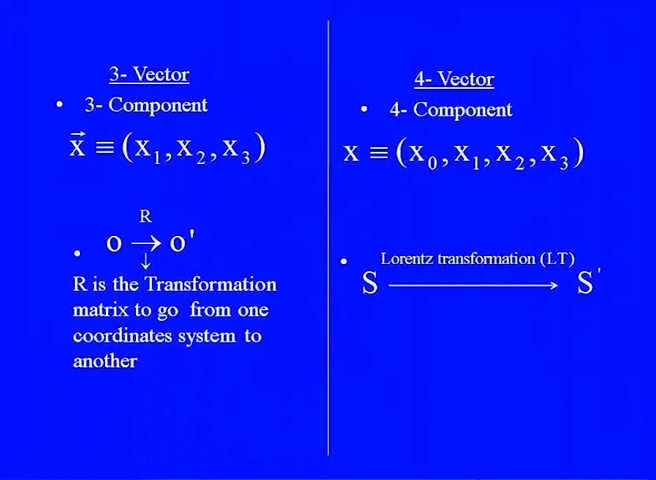 3- Vector
• 3- Component
x⃗ ≡ (x₁, x₂, x₃)
R
• o → o'
↓
R is the Transformation
matrix to go from one
coordinates system to
another
4- Vector
• 4- Component
x ≡ (x₀, x₁, x₂, x₃)
• Lorentz transformation (LT)
S ⟶ S'